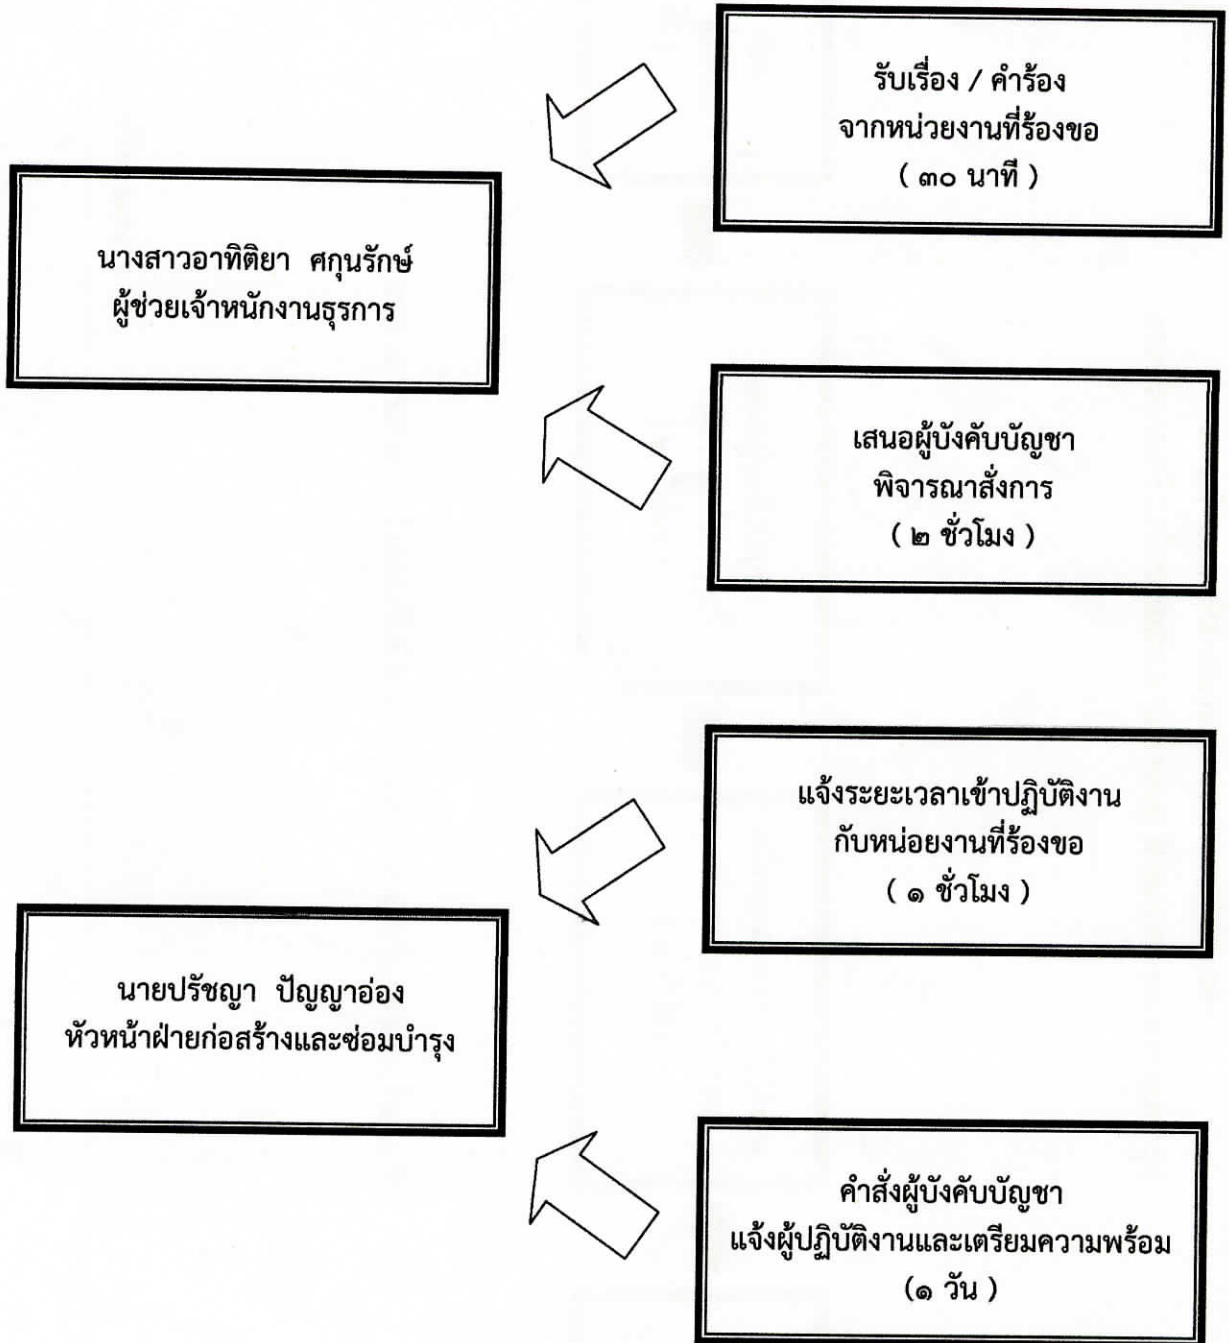 รับเรื่อง / คำร้อง
จากหน่วยงานที่ร้องขอ
( ๓๐ นาที )
นางสาวอาทิติยา ศกุนรักษ์
ผู้ช่วยเจ้าหนักงานธุรการ
เสนอผู้บังคับบัญชา
พิจารณาสั่งการ
( ๒ ชั่วโมง )
แจ้งระยะเวลาเข้าปฏิบัติงาน
กับหน่อยงานที่ร้องขอ
( ๑ ชั่วโมง )
นายปรัชญา ปัญญาอ่อง
หัวหน้าฝ่ายก่อสร้างและซ่อมบำรุง
คำสั่งผู้บังคับบัญชา
แจ้งผู้ปฏิบัติงานและเตรียมความพร้อม
(๑ วัน )